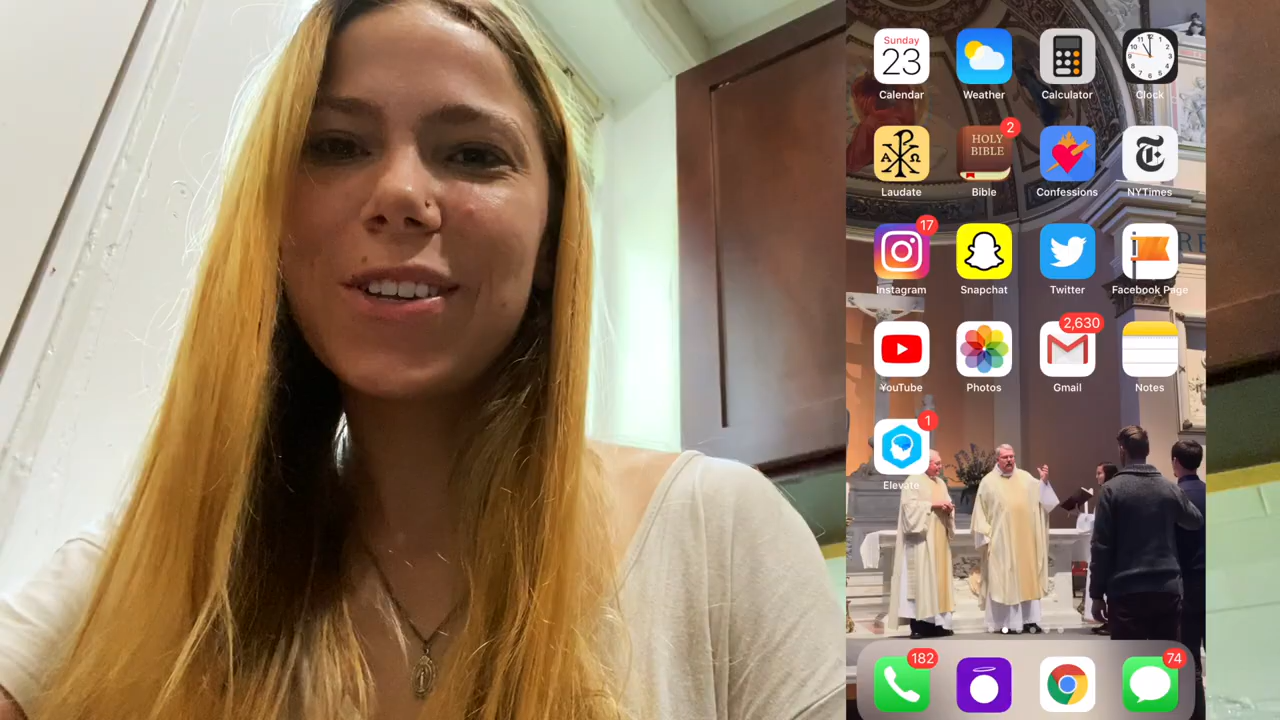 Sunday
23
Calendar Weather Calculator Clock
HOLY
BIBLE
2
Laudate Bible Confessions NYTimes
17
Instagram Snapchat Twitter Facebook Page
2,630
YouTube Photos Gmail Notes
1
Elevate
182
74